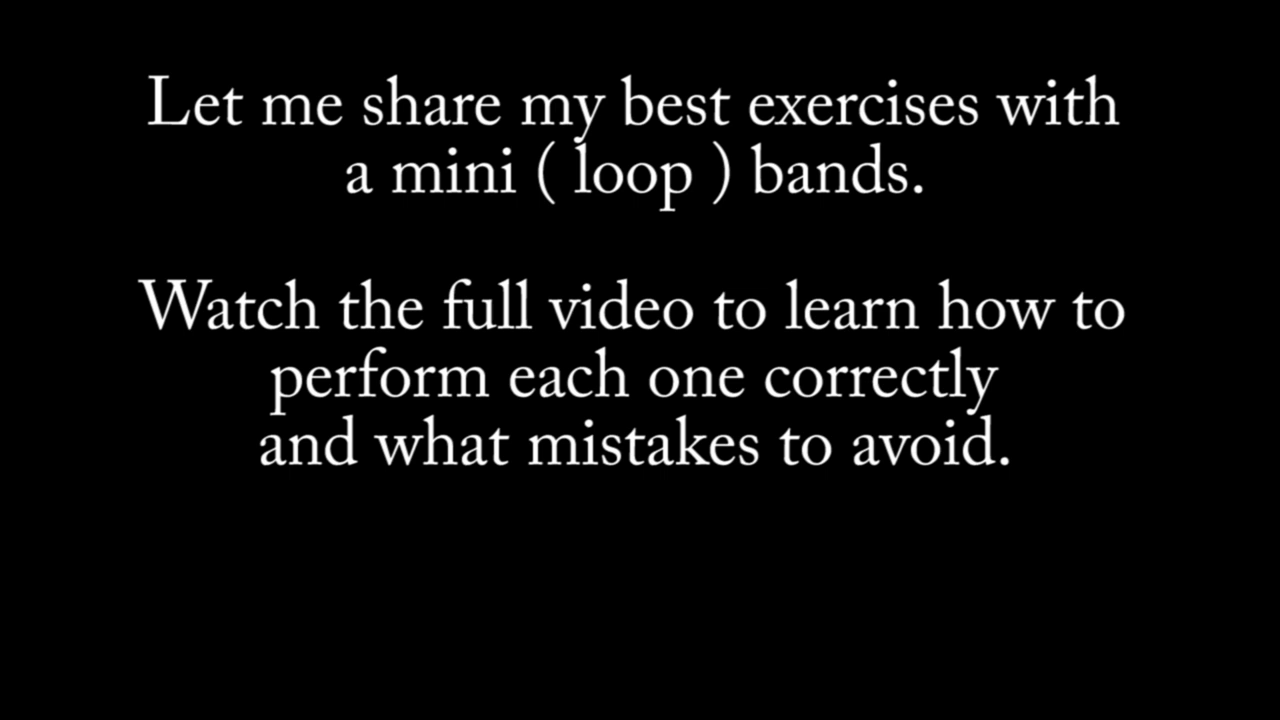 Let me share my best exercises with
a mini ( loop ) bands.
Watch the full video to learn how to
perform each one correctly
and what mistakes to avoid.